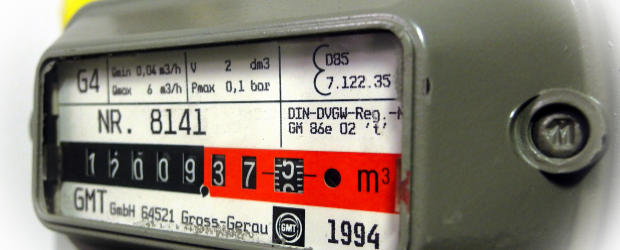 G4 Qmin 0,04 m3/h V 2 dm3 D85
Qmax 6 m3/h Pmax 0,1 bar 7.122.35
NR. 8141 DIN-DVGW-Reg.-
GM 86e 02 't'
1 2 0 0 9 3 7 m³
GMT GmbH 64521 Gross-Gerau GMT 1994
M